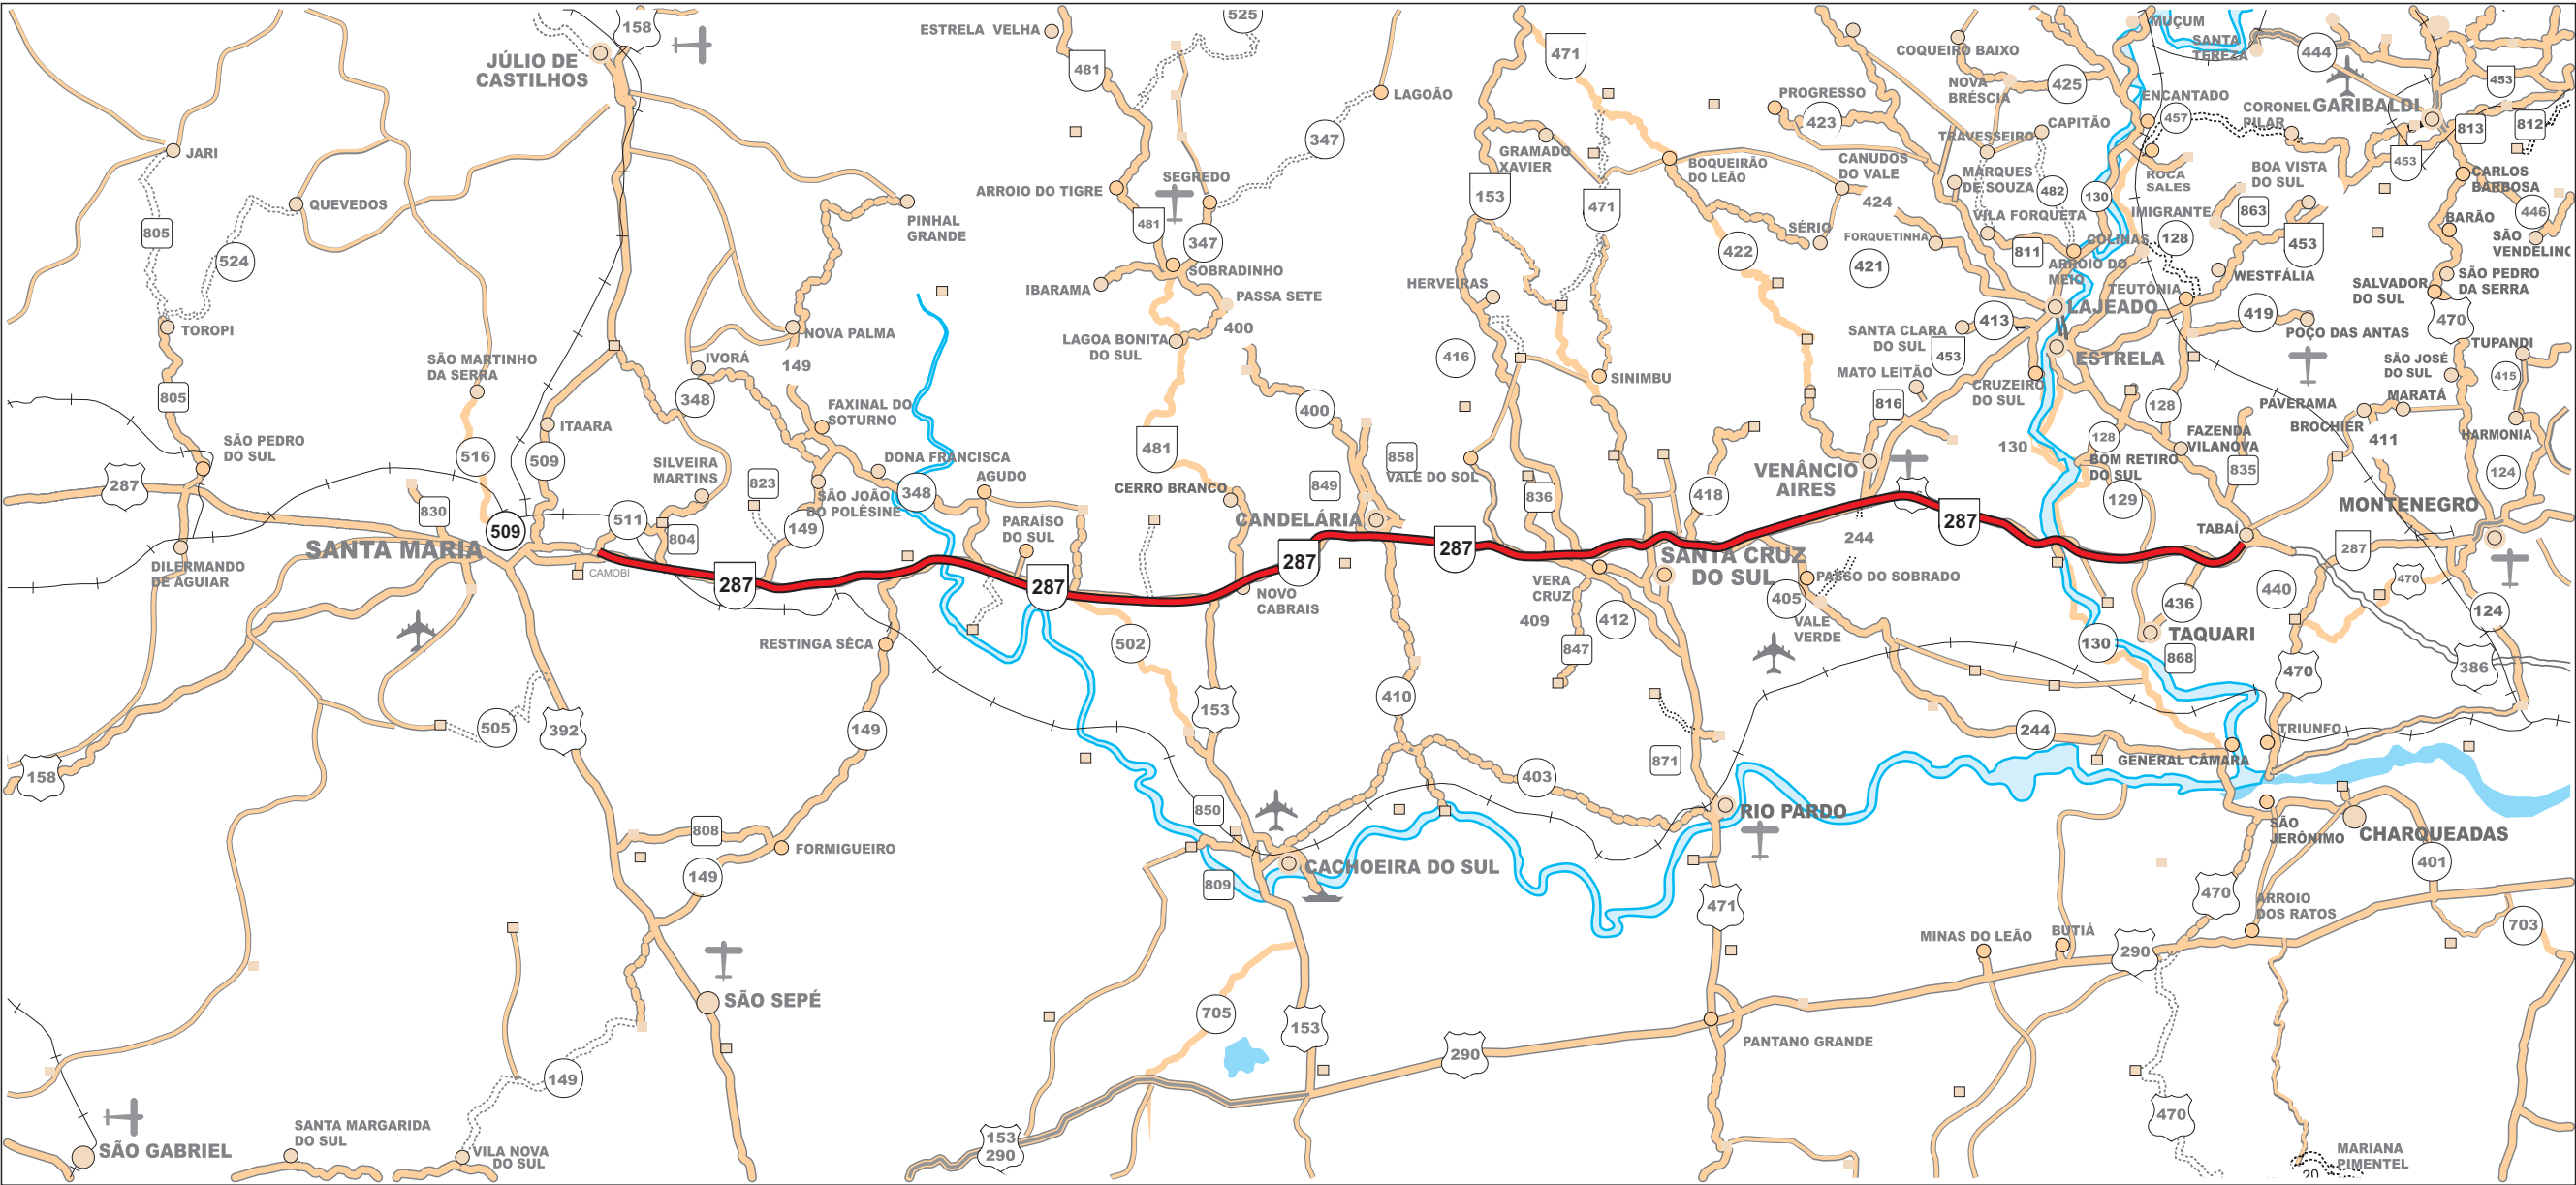 158
525
ESTRELA VELHA
JÚLIO DE
CASTILHOS
481
471
COQUEIRO BAIXO
MUÇUM
SANTA
TEREZA
444
453
LAGOÃO
347
PROGRESSO
423
NOVA
BRÉSCIA
425
ENCANTADO
457
CORONEL
PILAR
GARIBALDI
813
812
JARI
GRAMADO
XAVIER
BOQUEIRÃO
DO LEÃO
CANUDOS
DO VALE
TRAVESSEIRO
CAPITÃO
453
ARROIO DO TIGRE
SEGREDO
153
471
424
MARQUES
DE SOUZA
482
130
ROCA
SALES
BOA VISTA
DO SUL
863
CARLOS
BARBOSA
446
QUEVEDOS
805
524
PINHAL
GRANDE
481
347
SÉRIO
422
FORQUETINHA
421
VILA FORQUETA
811
COLINAS
IMIGRANTE
128
453
BARÃO
SÃO
VENDELINO
SOBRADINHO
IBARAMA
PASSA SETE
400
HERVEIRAS
ARROIO DO
MEIO
TEUTÔNIA
WESTFÁLIA
SALVADOR
DO SUL
SÃO PEDRO
DA SERRA
470
TOROPI
NOVA PALMA
LAGOA BONITA
DO SUL
416
SANTA CLARA
DO SUL
413
LAJEADO
419
POÇO DAS ANTAS
TUPANDI
SÃO MARTINHO
DA SERRA
IVORÁ
149
348
SINIMBU
453
MATO LEITÃO
ESTRELA
CRUZEIRO
DO SUL
SÃO JOSÉ
DO SUL
415
805
ITAARA
FAXINAL DO
SOTURNO
400
816
128
PAVERAMA
MARATÁ
BROCHIER
411
HARMONIA
SÃO PEDRO
DO SUL
516
509
SILVEIRA
MARTINS
823
DONA FRANCISCA
AGUDO
348
481
CERRO BRANCO
858
849
VALE DO SOL
836
418
VENÂNCIO
AIRES
130
128
BOM RETIRO
DO SUL
129
FAZENDA
VILANOVA
835
124
287
830
509
511
804
SÃO JOÃO
DO POLÊSINE
149
PARAÍSO
DO SUL
CANDELÁRIA
287
287
287
244
TABAÍ
287
MONTENEGRO
SANTA MARIA
CAMOBI
287
287
DILERMANDO
DE AGUIAR
NOVO
CABRAIS
VERA
CRUZ
SANTA CRUZ
DO SUL
PASSO DO SOBRADO
405
VALE
VERDE
436
440
470
124
RESTINGA SÊCA
502
409
412
847
130
TAQUARI
868
470
386
505
392
149
153
410
244
TRIUNFO
GENERAL CÂMARA
158
403
871
850
RIO PARDO
808
FORMIGUEIRO
149
809
CACHOEIRA DO SUL
SÃO
JERÔNIMO
CHARQUEADAS
401
471
470
ARROIO
DOS RATOS
703
MINAS DO LEÃO
BUTIÁ
290
SÃO SEPÉ
705
153
290
PANTANO GRANDE
149
470
SÃO GABRIEL
SANTA MARGARIDA
DO SUL
VILA NOVA
DO SUL
153
290
MARIANA
PIMENTEL